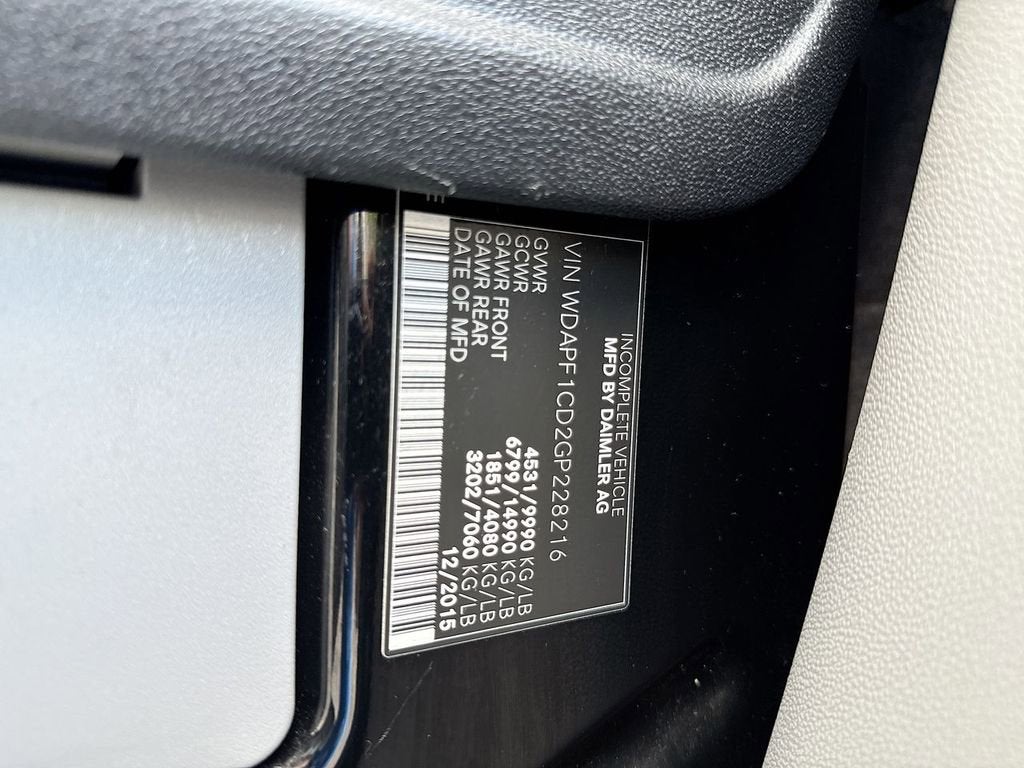 INCOMPLETE VEHICLE
MFD BY DAIMLER AG
VIN WDAPF1CD2GP228216
GVWR 4531/9990 KG/LB
GCWR 6799/14990 KG/LB
GAWR FRONT 1851/4080 KG/LB
GAWR REAR 3202/7060 KG/LB
DATE OF MFD 12/2015